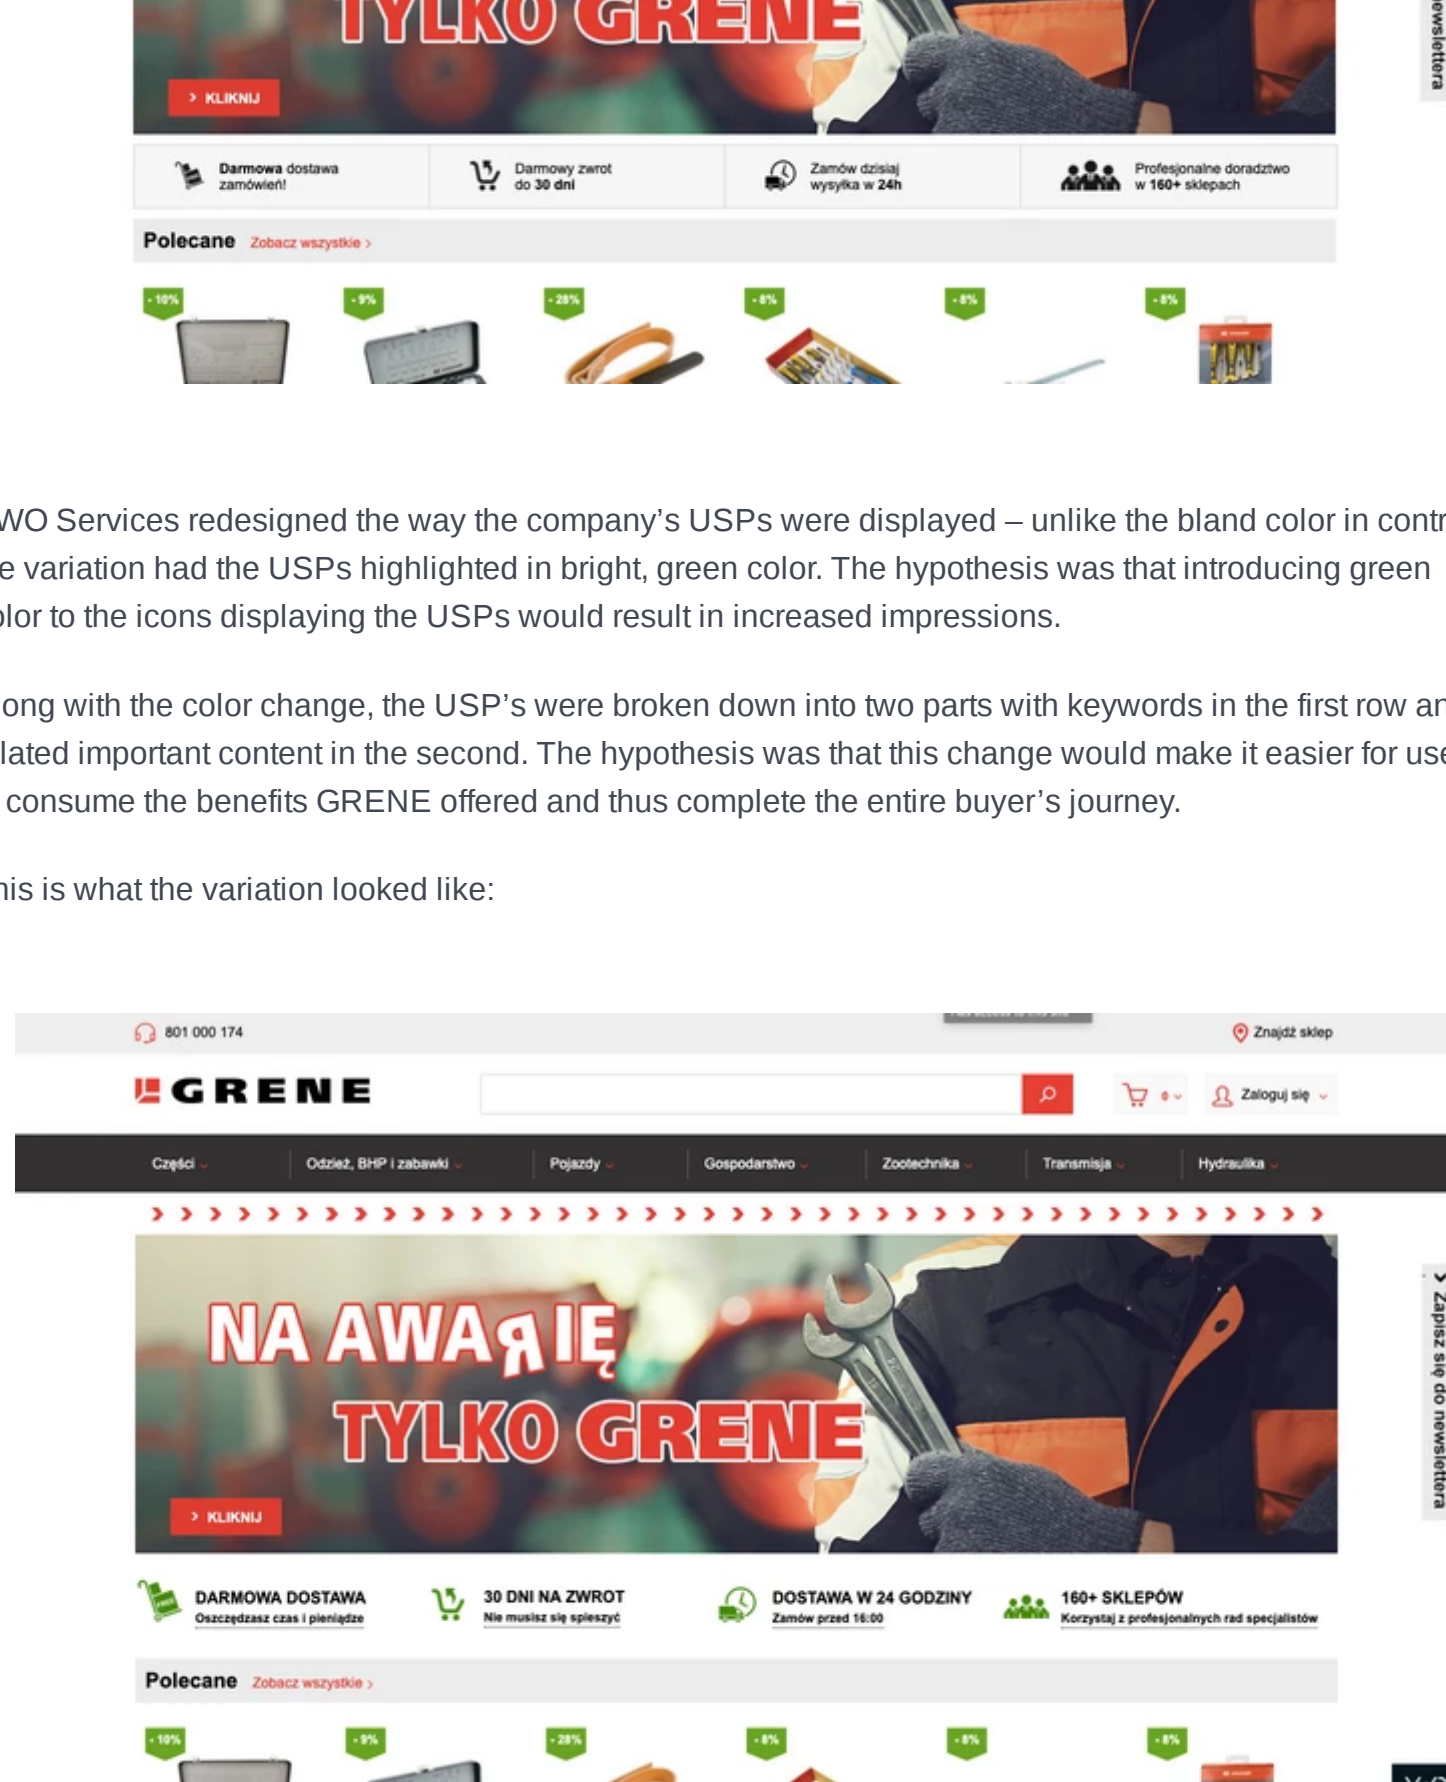 TYLKO GRENE
ewslettera
KLIKNIJ
Darmowa dostawa
zamówień!
Darmowy zwrot
do 30 dni
Zamów dzisiaj
wysyłka w 24h
Profesjonalne doradztwo
w 160+ sklepach
Polecane Zobacz wszystkie
- 10% - 9% - 28% - 8% - 8% - 8%
WO Services redesigned the way the company’s USPs were displayed – unlike the bland color in contr
e variation had the USPs highlighted in bright, green color. The hypothesis was that introducing green
olor to the icons displaying the USPs would result in increased impressions.
ong with the color change, the USP’s were broken down into two parts with keywords in the first row an
lated important content in the second. The hypothesis was that this change would make it easier for use
consume the benefits GRENE offered and thus complete the entire buyer’s journey.
his is what the variation looked like:
801 000 174 Znajdź sklep
GRENE 0 Zaloguj się
Części Odzież, BHP i zabawki Pojazdy Gospodarstwo Zootechnika Transmisja Hydraulika
NA AWARIĘ
TYLKO GRENE
KLIKNIJ
Zapisz się do newslettera
DARMOWA DOSTAWA
Oszczędzasz czas i pieniądze
30 DNI NA ZWROT
Nie musisz się spieszyć
DOSTAWA W 24 GODZINY
Zamów przed 16:00
160+ SKLEPÓW
Korzystaj z profesjonalnych rad specjalistów
Polecane Zobacz wszystkie
- 10% - 9% - 28% - 8% - 8% - 8%